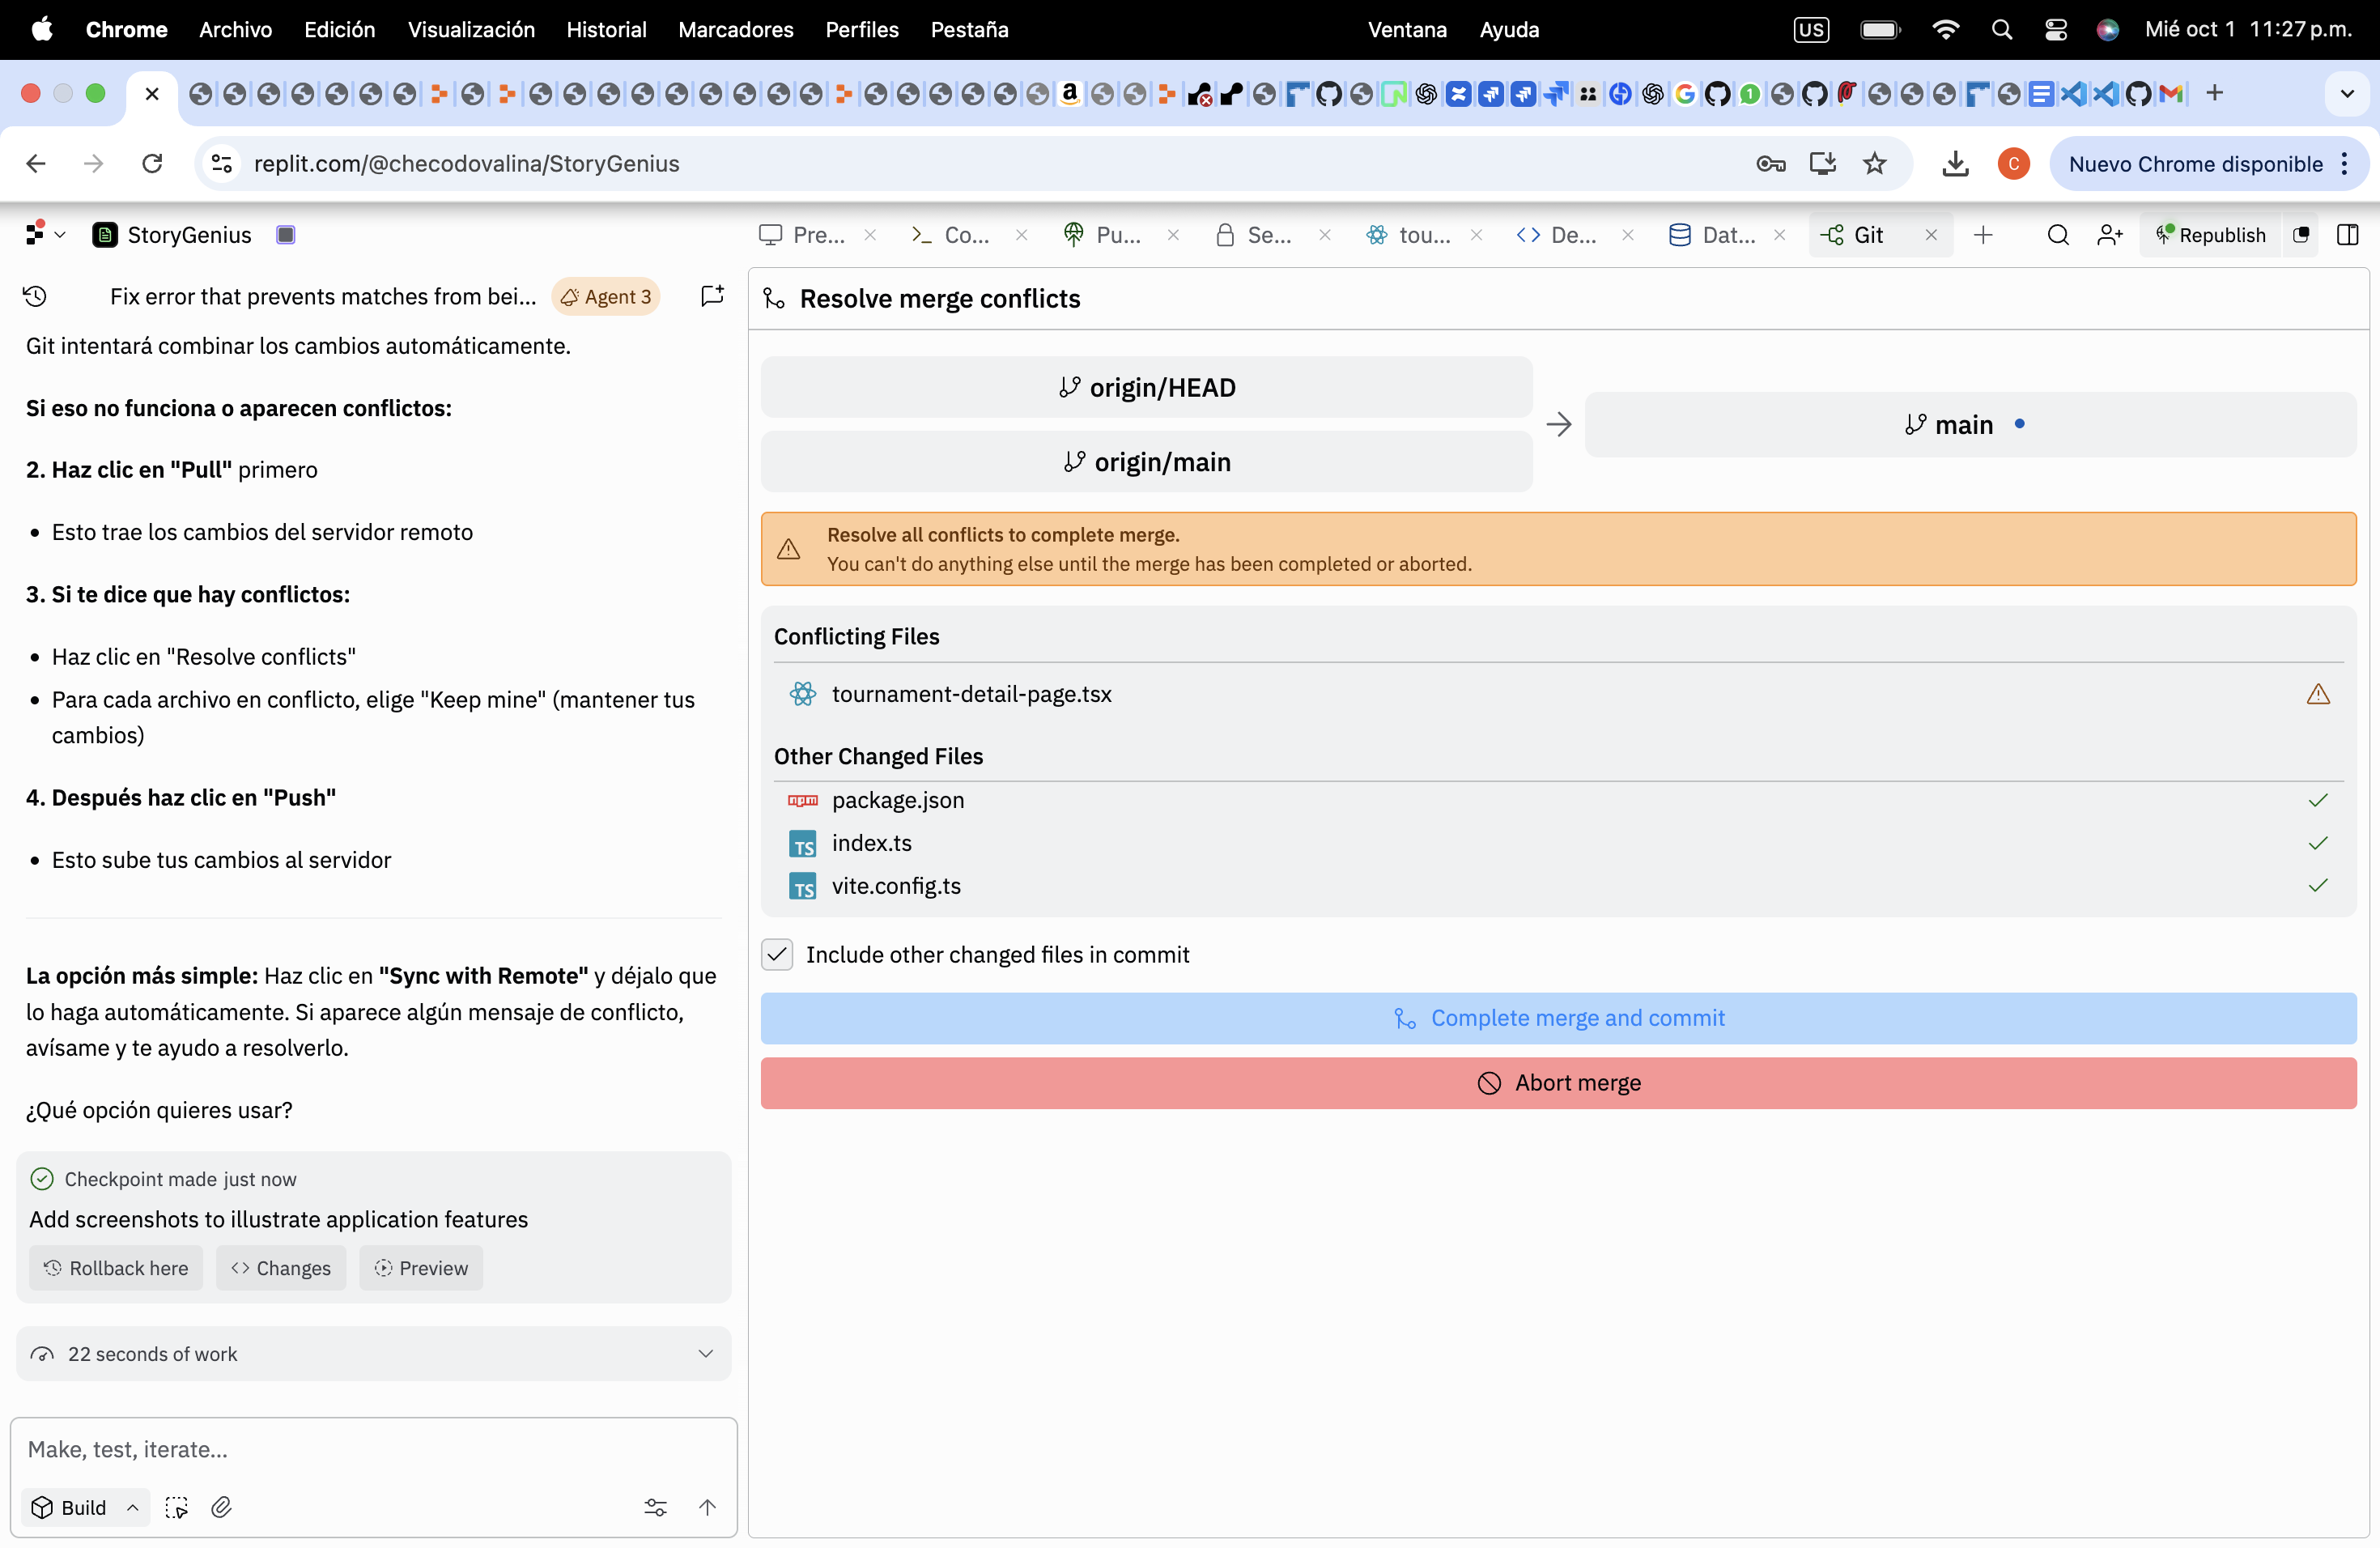 Chrome Archivo Edición Visualización Historial Marcadores Perfiles Pestaña Ventana Ayuda US Mié oct 1 11:27 p.m.
replit.com/@checodovalina/StoryGenius
C
Nuevo Chrome disponible
StoryGenius
Pre...
Co...
Pu...
Se...
tou...
De...
Dat...
Git
Republish
Fix error that prevents matches from bei...
Agent 3
Git intentará combinar los cambios automáticamente.
Si eso no funciona o aparecen conflictos:
2. Haz clic en "Pull" primero
• Esto trae los cambios del servidor remoto
3. Si te dice que hay conflictos:
• Haz clic en "Resolve conflicts"
• Para cada archivo en conflicto, elige "Keep mine" (mantener tus
cambios)
4. Después haz clic en "Push"
• Esto sube tus cambios al servidor
La opción más simple: Haz clic en "Sync with Remote" y déjalo que
lo haga automáticamente. Si aparece algún mensaje de conflicto,
avísame y te ayudo a resolverlo.
¿Qué opción quieres usar?
Checkpoint made just now
Add screenshots to illustrate application features
Rollback here
Changes
Preview
22 seconds of work
Make, test, iterate...
Build
Resolve merge conflicts
origin/HEAD
origin/main
main
Resolve all conflicts to complete merge.
You can't do anything else until the merge has been completed or aborted.
Conflicting Files
tournament-detail-page.tsx
Other Changed Files
package.json
index.ts
vite.config.ts
Include other changed files in commit
Complete merge and commit
Abort merge